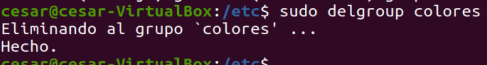 cesar@cesar-VirtualBox:/etc$ sudo delgroup colores
Eliminando al grupo `colores' ...
Hecho.
cesar@cesar-VirtualBox:/etc$